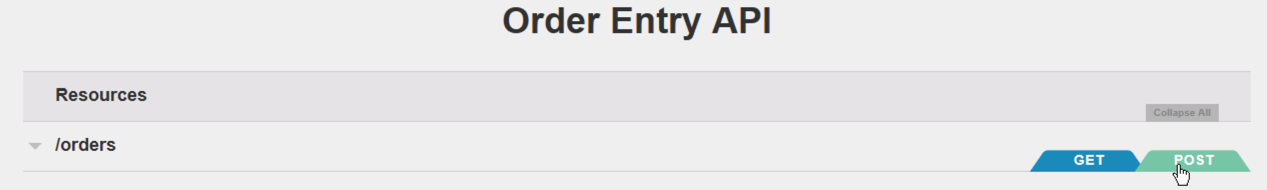 Order Entry API
Resources
Collapse All
/orders
GET POST